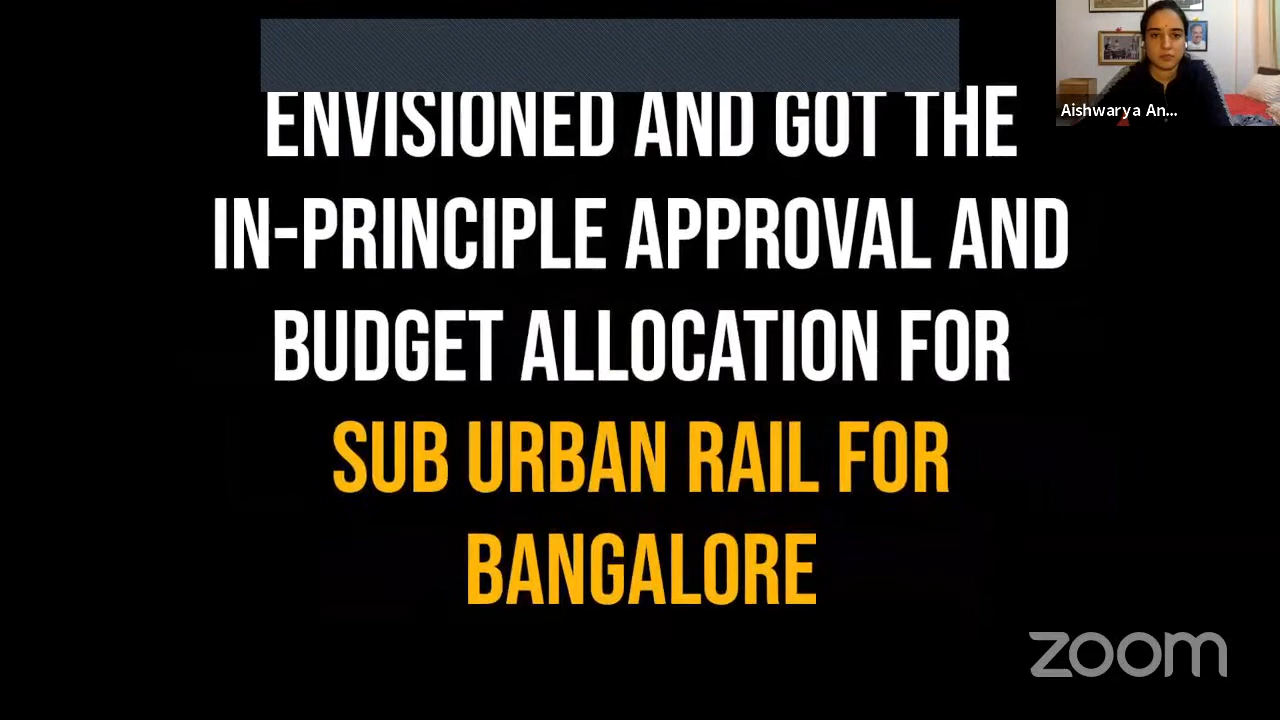 Aishwarya An...
ENVISIONED AND GOT THE
IN-PRINCIPLE APPROVAL AND
BUDGET ALLOCATION FOR
SUB URBAN RAIL FOR
BANGALORE
zoom